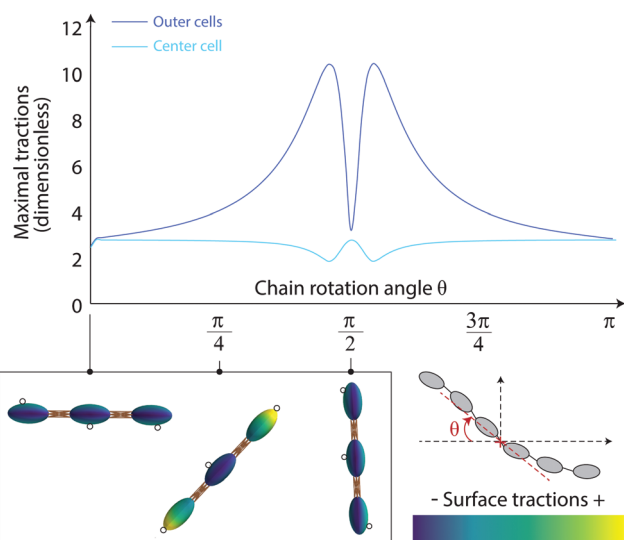 12
10
8
6
4
2
0
Maximal tractions
(dimensionless)
Outer cells
Center cell
Chain rotation angle θ
π
4
π
2
3π
4
π
θ
- Surface tractions +